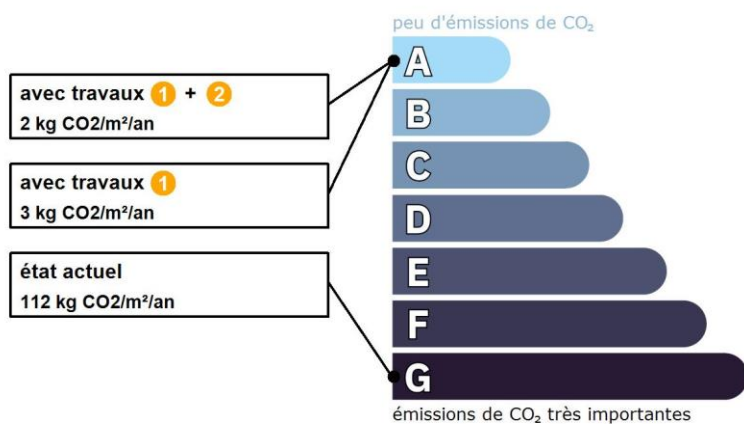 peu d'émissions de CO₂
A
avec travaux 1 + 2
2 kg CO2/m²/an
B
C
avec travaux 1
3 kg CO2/m²/an
D
état actuel
112 kg CO2/m²/an
E
F
G
émissions de CO₂ très importantes